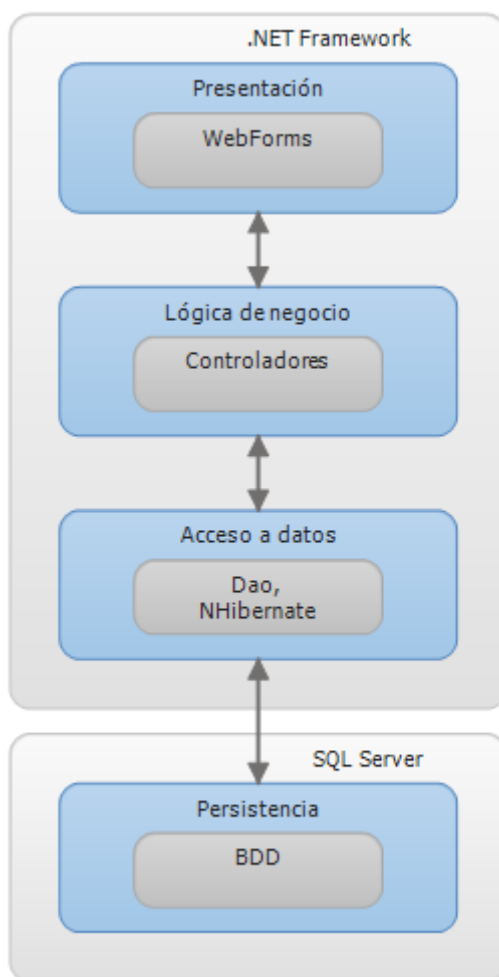 .NET Framework
Presentación
WebForms
Lógica de negocio
Controladores
Acceso a datos
Dao,
NHibernate
SQL Server
Persistencia
BDD